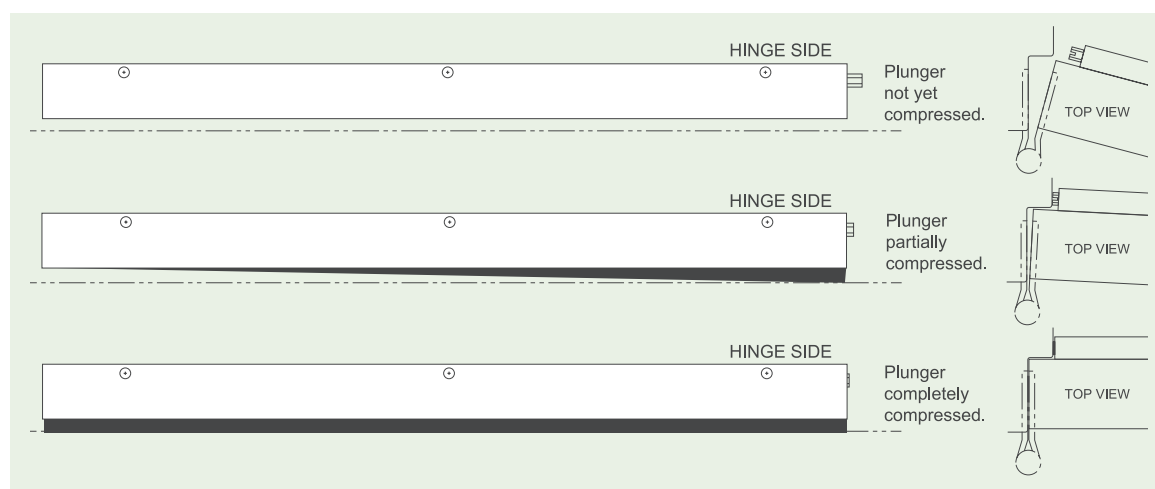 HINGE SIDE
Plunger
not yet
compressed.
TOP VIEW
HINGE SIDE
Plunger
partially
compressed.
TOP VIEW
HINGE SIDE
Plunger
completely
compressed.
TOP VIEW